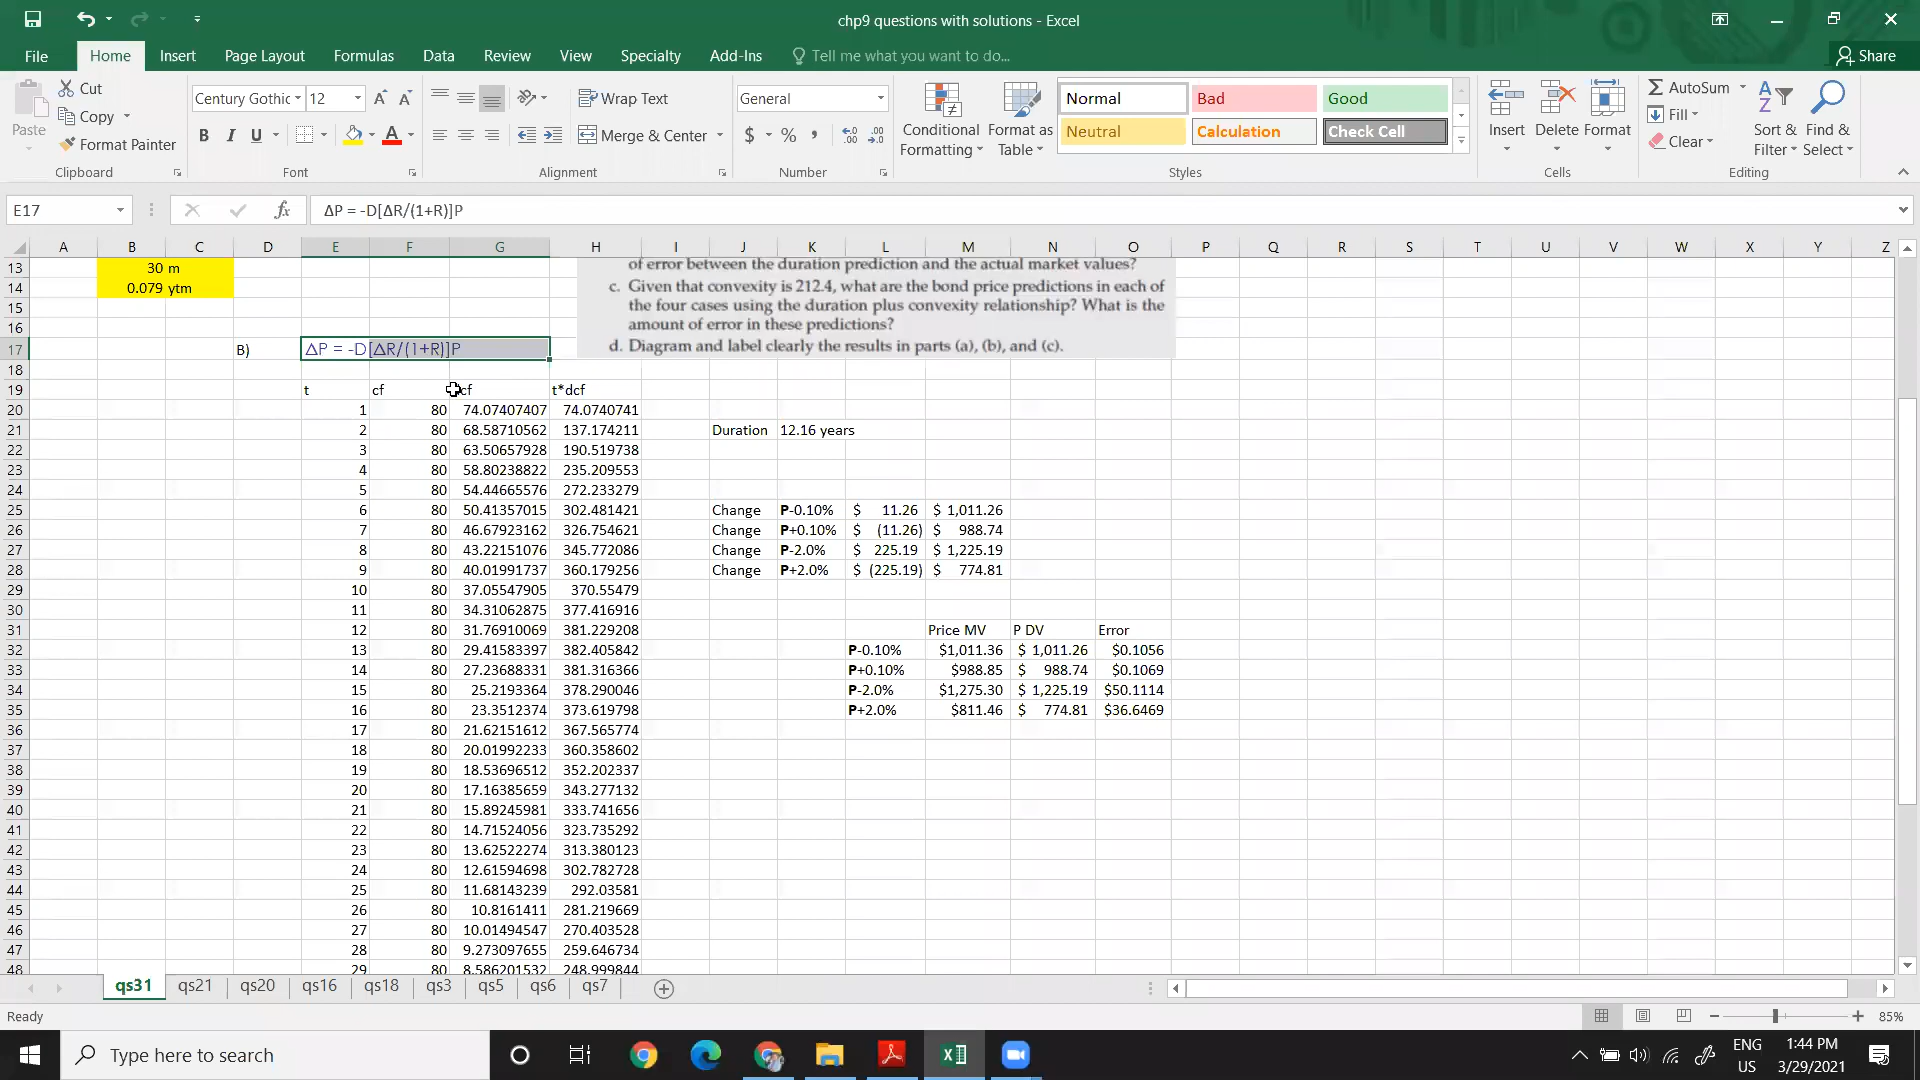 chp9 questions with solutions - Excel
File Home Insert Page Layout Formulas Data Review View Specialty Add-Ins Tell me what you want to do... Share
Paste Cut Copy Format Painter Clipboard
Century Gothic 12 A A B I U A Font
Wrap Text Merge & Center Alignment
General $ % , Number
Conditional Formatting Format as Table
Normal Bad Good
Neutral Calculation Check Cell
Styles
Insert Delete Format Cells
AutoSum Fill Clear Sort & Filter Find & Select Editing
E17 fx ΔP = -D[ΔR/(1+R)]P
A B C D E F G H I J K L M N O P Q R S T U V W X Y Z
13 30 m of error between the duration prediction and the actual market values?
14 0.079 ytm c. Given that convexity is 212.4, what are the bond price predictions in each of
15 the four cases using the duration plus convexity relationship? What is the
16 amount of error in these predictions?
17 B) ΔP = -D[ΔR/(1+R)]P d. Diagram and label clearly the results in parts (a), (b), and (c).
18
19 t cf cf t*dcf
20 1 80 74.07407407 74.0740741
21 2 80 68.58710562 137.174211 Duration 12.16 years
22 3 80 63.50657928 190.519738
23 4 80 58.80238822 235.209553
24 5 80 54.44665576 272.233279
25 6 80 50.41357015 302.481421 Change P-0.10% $ 11.26 $ 1,011.26
26 7 80 46.67923162 326.754621 Change P+0.10% $ (11.26) $ 988.74
27 8 80 43.22151076 345.772086 Change P-2.0% $ 225.19 $ 1,225.19
28 9 80 40.01991737 360.179256 Change P+2.0% $ (225.19) $ 774.81
29 10 80 37.05547905 370.55479
30 11 80 34.31062875 377.416916
31 12 80 31.76910069 381.229208 Price MV P DV Error
32 13 80 29.41583397 382.405842 P-0.10% $1,011.36 $ 1,011.26 $0.1056
33 14 80 27.23688331 381.316366 P+0.10% $988.85 $ 988.74 $0.1069
34 15 80 25.2193364 378.290046 P-2.0% $1,275.30 $ 1,225.19 $50.1114
35 16 80 23.3512374 373.619798 P+2.0% $811.46 $ 774.81 $36.6469
36 17 80 21.62151612 367.565774
37 18 80 20.01992233 360.358602
38 19 80 18.53696512 352.202337
39 20 80 17.16385659 343.277132
40 21 80 15.89245981 333.741656
41 22 80 14.71524056 323.735292
42 23 80 13.62522274 313.380123
43 24 80 12.61594698 302.782728
44 25 80 11.68143239 292.03581
45 26 80 10.8161411 281.219669
46 27 80 10.01494547 270.403528
47 28 80 9.273097655 259.646734
48 29 80 8.586201532 248.999844
qs31 qs21 qs20 qs16 qs18 qs3 qs5 qs6 qs7
Ready 85%
Type here to search ENG US 1:44 PM 3/29/2021